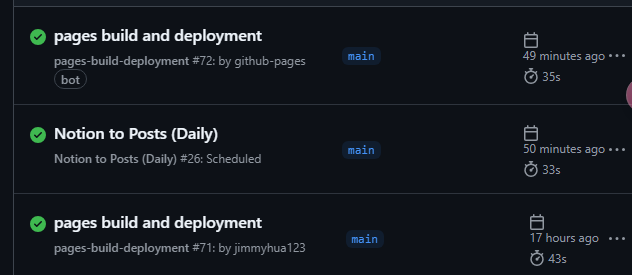 pages build and deployment
pages-build-deployment #72: by github-pages
bot
main
49 minutes ago
35s
Notion to Posts (Daily)
Notion to Posts (Daily) #26: Scheduled
main
50 minutes ago
33s
pages build and deployment
pages-build-deployment #71: by jimmyhua123
main
17 hours ago
43s